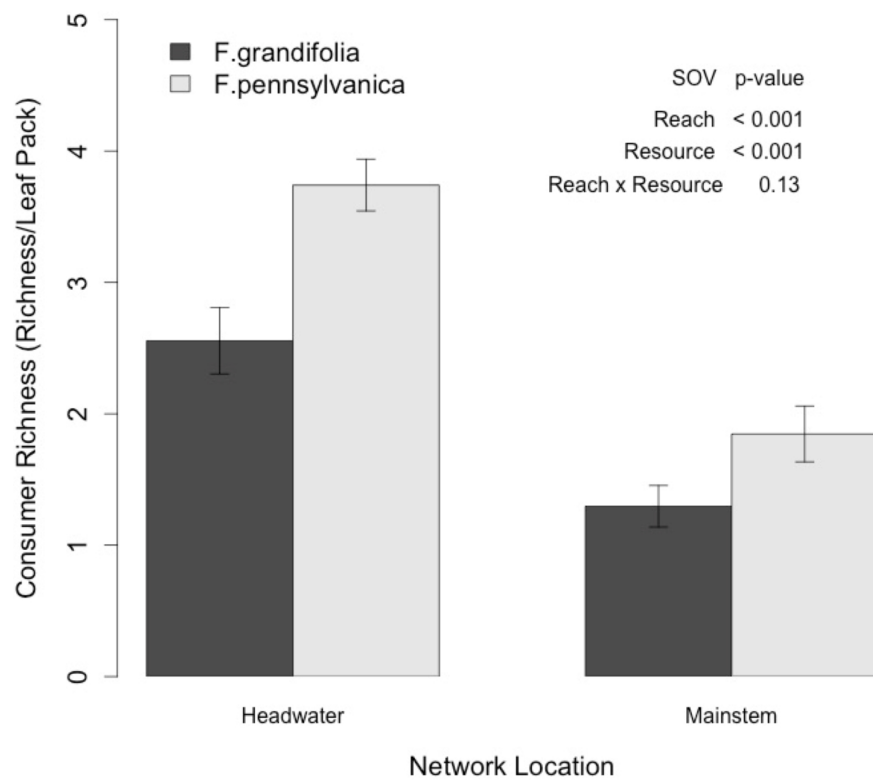 Consumer Richness (Richness/Leaf Pack)
5
4
3
2
1
0
F.grandifolia
F.pennsylvanica
SOV p-value
Reach < 0.001
Resource < 0.001
Reach x Resource 0.13
Headwater Mainstem
Network Location